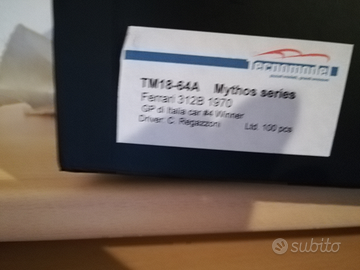 Tecnomodel
TM18-64A Mythos series
Ferrari 312B 1970
GP di Italia car #4 Winner
Driver: C. Regazzoni Ltd 100 pcs
subito